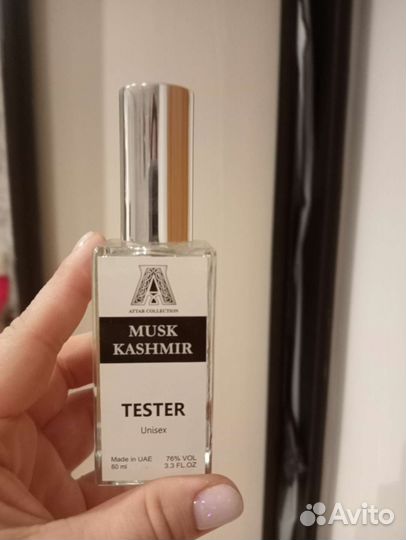 A
ATTAR COLLECTION
MUSK
KASHMIR
TESTER
Unisex
Made in UAE 76% VOL
60 ml 3.3 FL.OZ
Avito